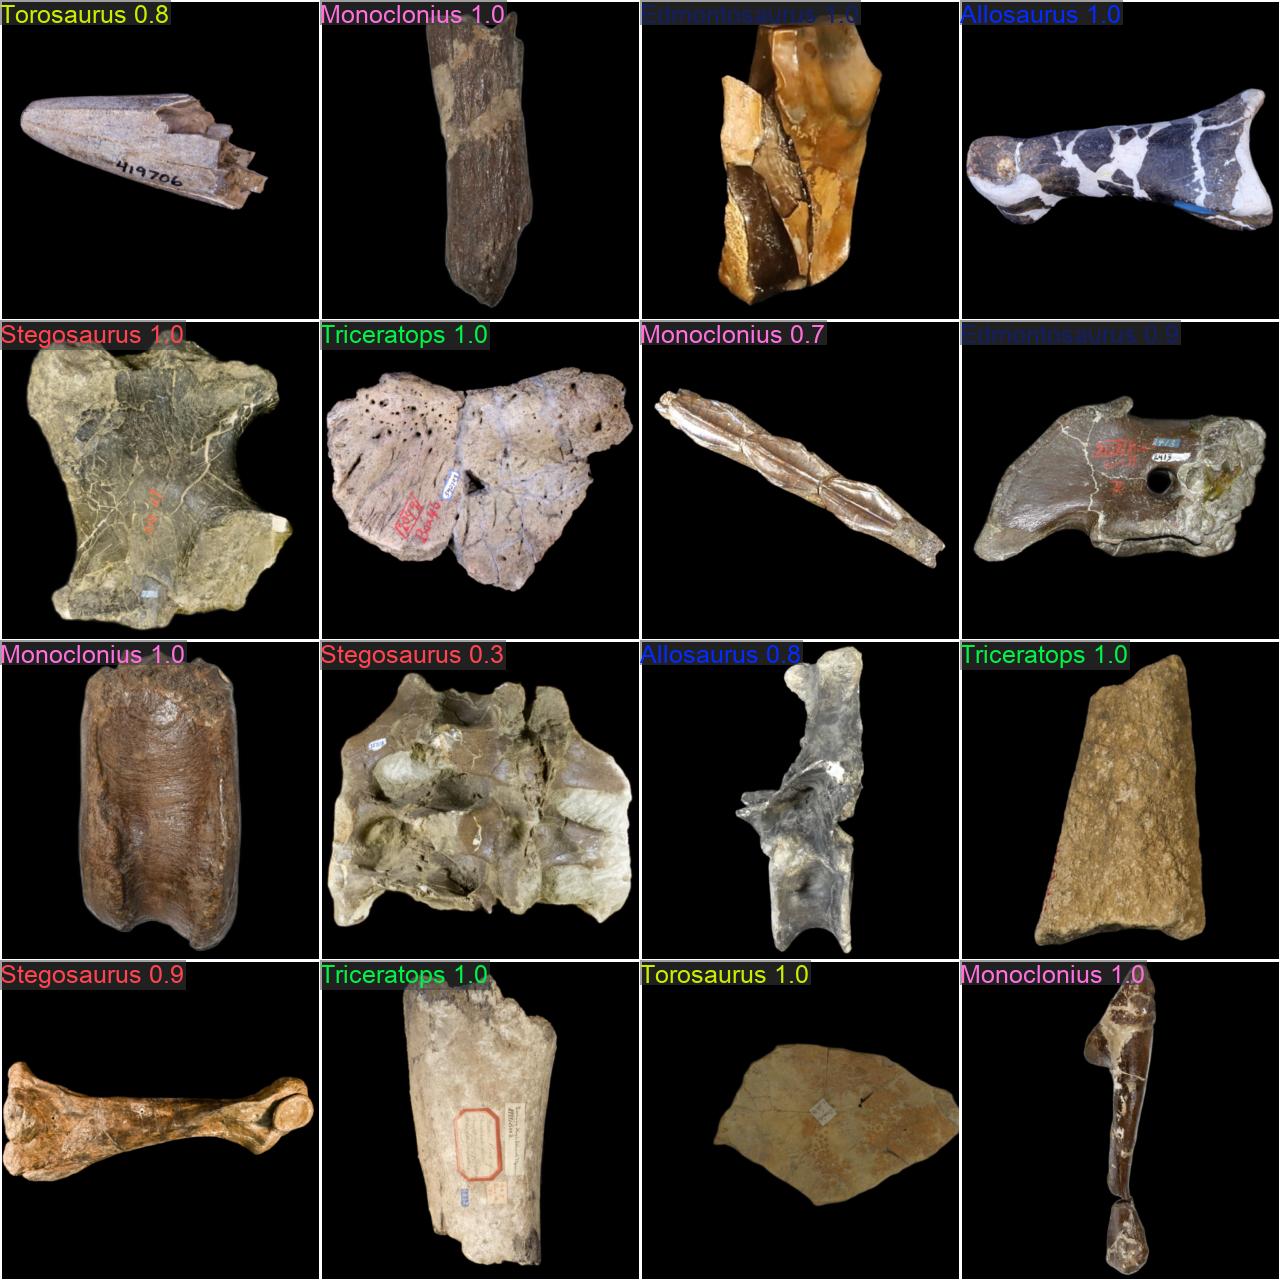 Torosaurus 0.8
Monoclonius 1.0
Edmontosaurus 1.0
Allosaurus 1.0
419706
Stegosaurus 1.0
Triceratops 1.0
Monoclonius 0.7
Edmontosaurus 0.9
Monoclonius 1.0
Stegosaurus 0.3
Allosaurus 0.8
Triceratops 1.0
Stegosaurus 0.9
Triceratops 1.0
Torosaurus 1.0
Monoclonius 1.0